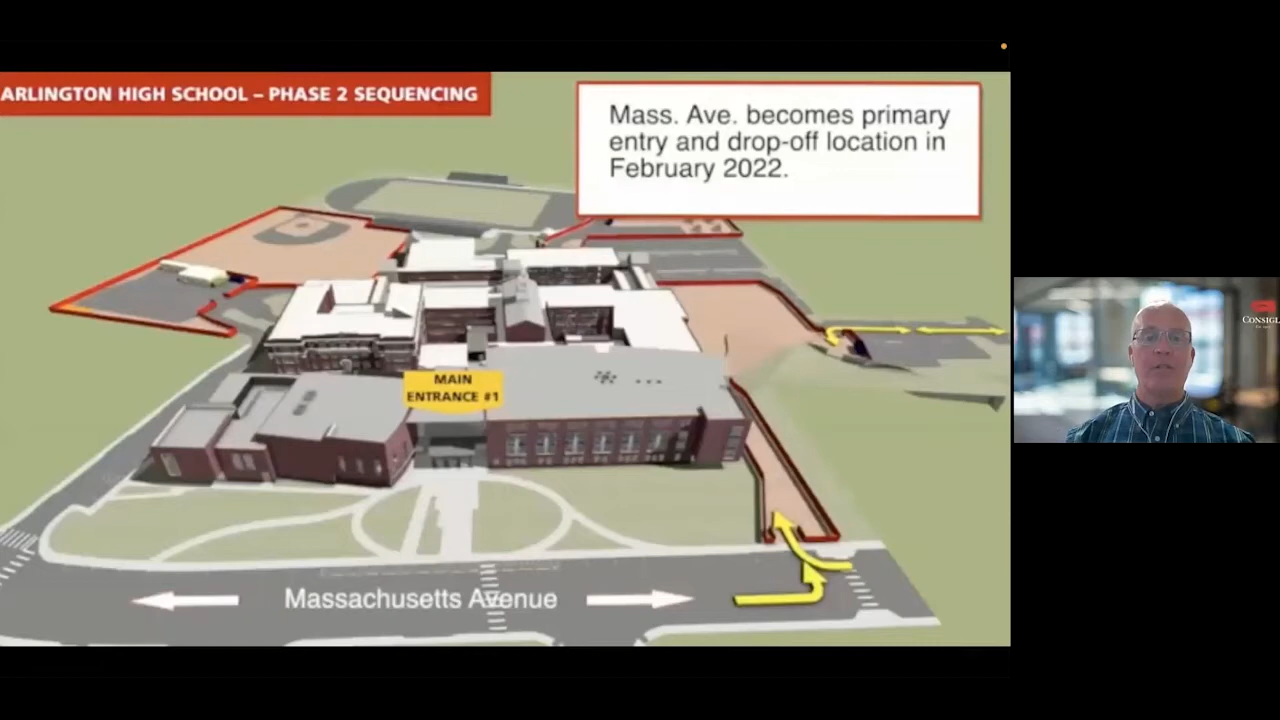 ARLINGTON HIGH SCHOOL – PHASE 2 SEQUENCING
Mass. Ave. becomes primary
entry and drop-off location in
February 2022.
MAIN
ENTRANCE #1
Massachusetts Avenue
CONSIGL